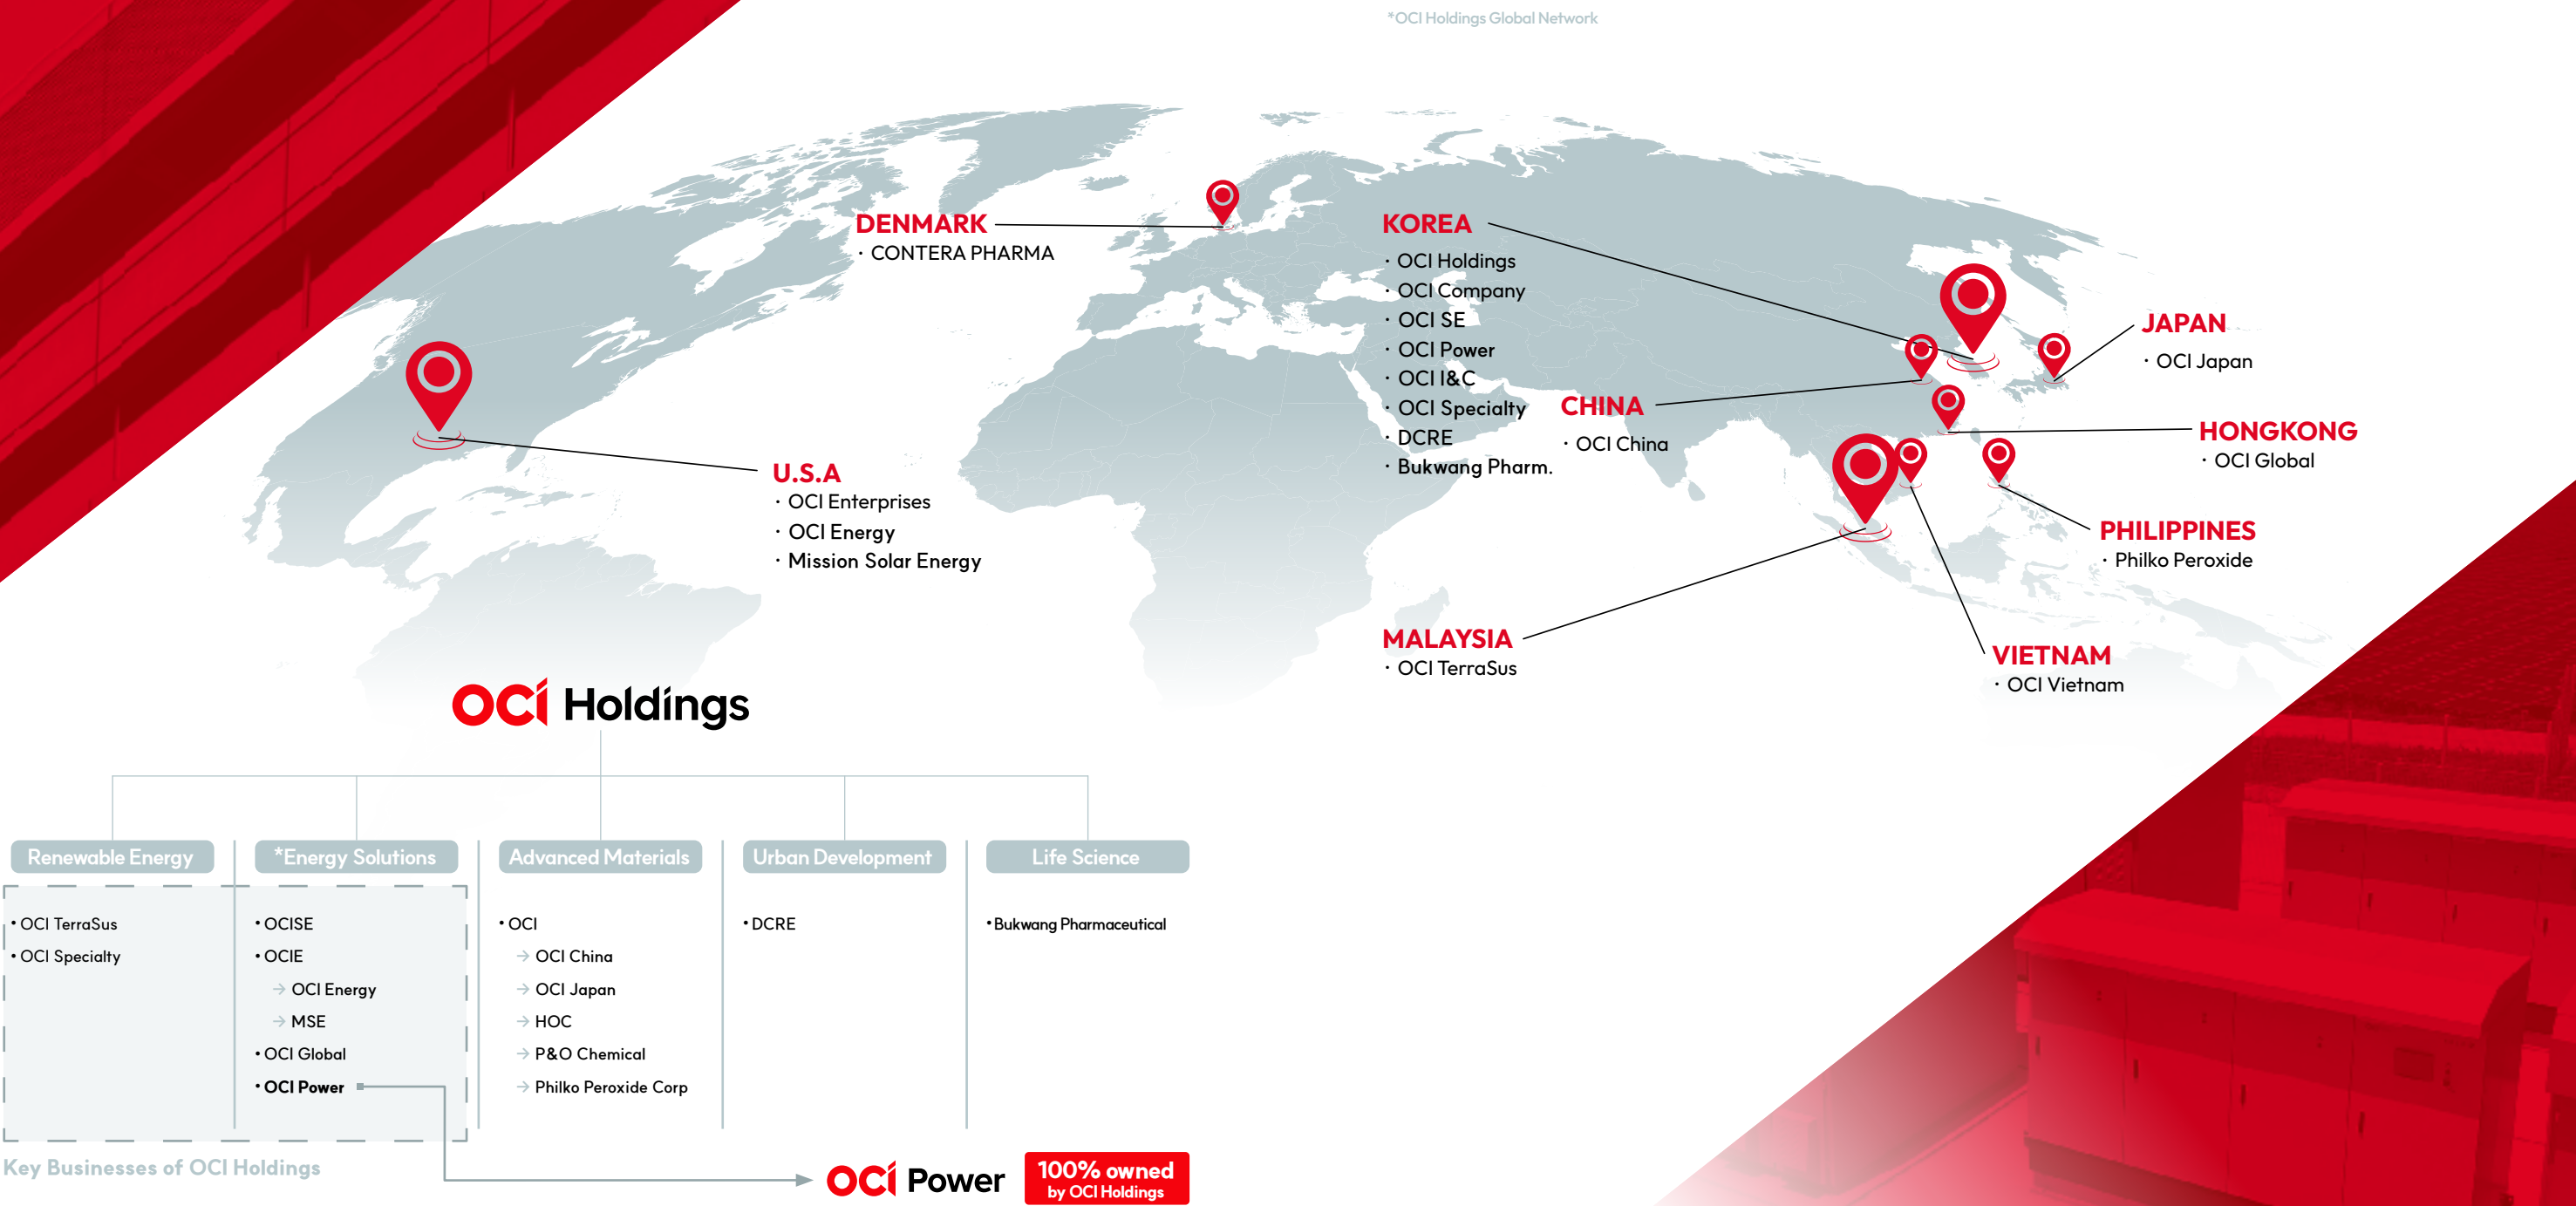 *OCI Holdings Global Network
DENMARK
· CONTERA PHARMA
KOREA
· OCI Holdings
· OCI Company
· OCI SE
· OCI Power
· OCI I&C
· OCI Specialty
· DCRE
· Bukwang Pharm.
JAPAN
· OCI Japan
CHINA
· OCI China
HONGKONG
· OCI Global
U.S.A
· OCI Enterprises
· OCI Energy
· Mission Solar Energy
PHILIPPINES
· Philko Peroxide
MALAYSIA
· OCI TerraSus
VIETNAM
· OCI Vietnam
OCI Holdings
Renewable Energy
• OCI TerraSus
• OCI Specialty
*Energy Solutions
• OCISE
• OCIE
→ OCI Energy
→ MSE
• OCI Global
• OCI Power
Advanced Materials
• OCI
→ OCI China
→ OCI Japan
→ HOC
→ P&O Chemical
→ Philko Peroxide Corp
Urban Development
• DCRE
Life Science
• Bukwang Pharmaceutical
Key Businesses of OCI Holdings
OCI Power
100% owned
by OCI Holdings